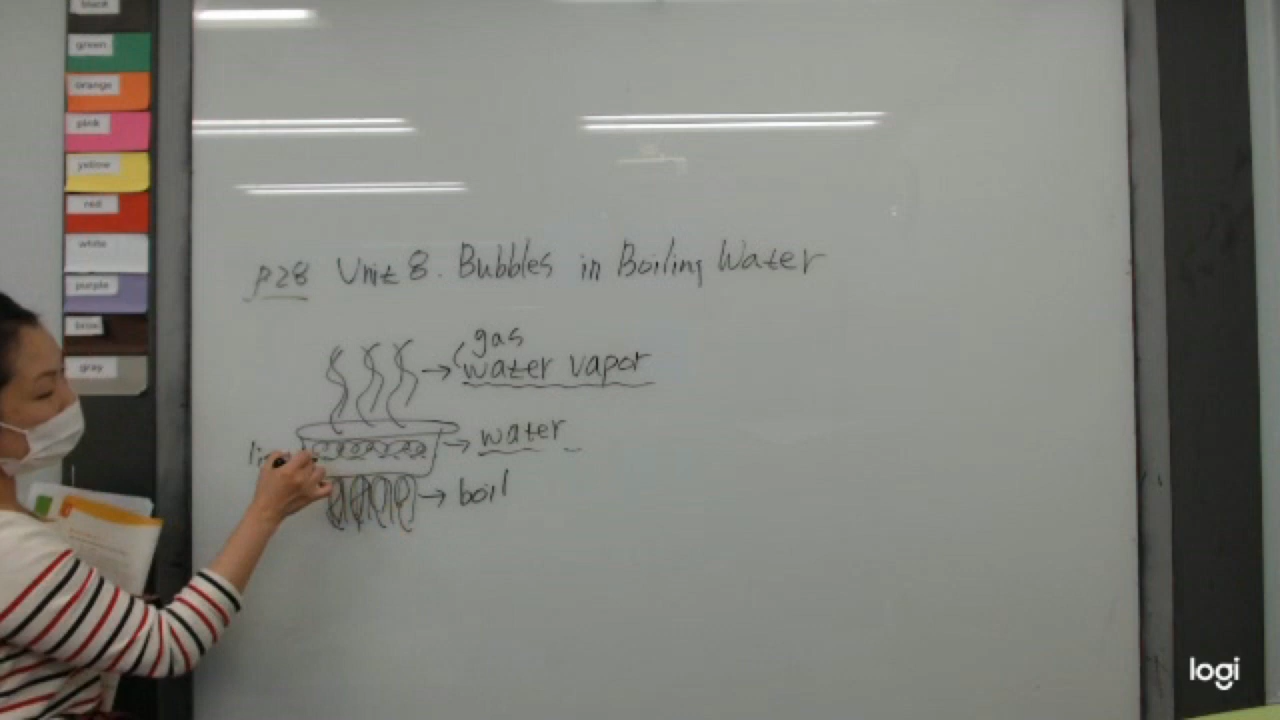 black
green
orange
pink
yellow
red
white
purple
gray
P28 Unit 8. Bubbles in Boiling Water
gas
water vapor
water
boil
logi